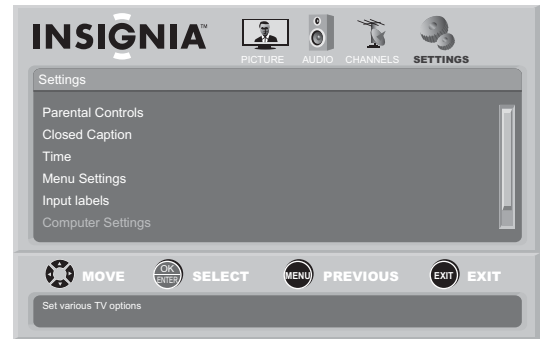 INSIGNIA™
PICTURE AUDIO CHANNELS SETTINGS
Settings
Parental Controls
Closed Caption
Time
Menu Settings
Input labels
Computer Settings
MOVE OK ENTER SELECT MENU PREVIOUS EXIT EXIT
Set various TV options